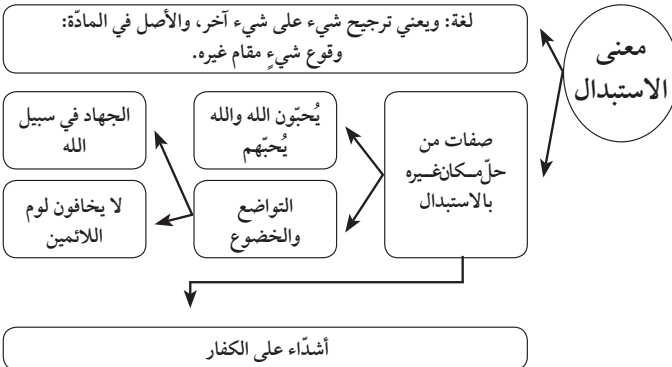 معنى
الاستبدال
لغة: ويعني ترجيح شيء على شيء آخر، والأصل في المادّة:
وقوع شيءٍ مقام غيره.
صفات من
حلّ مكان غيره
بالاستبدال
يُحبّون الله والله
يُحبّهم
التواضع
والخضوع
الجهاد في سبيل
الله
لا يخافون لوم
اللائمين
أشدّاء على الكفار